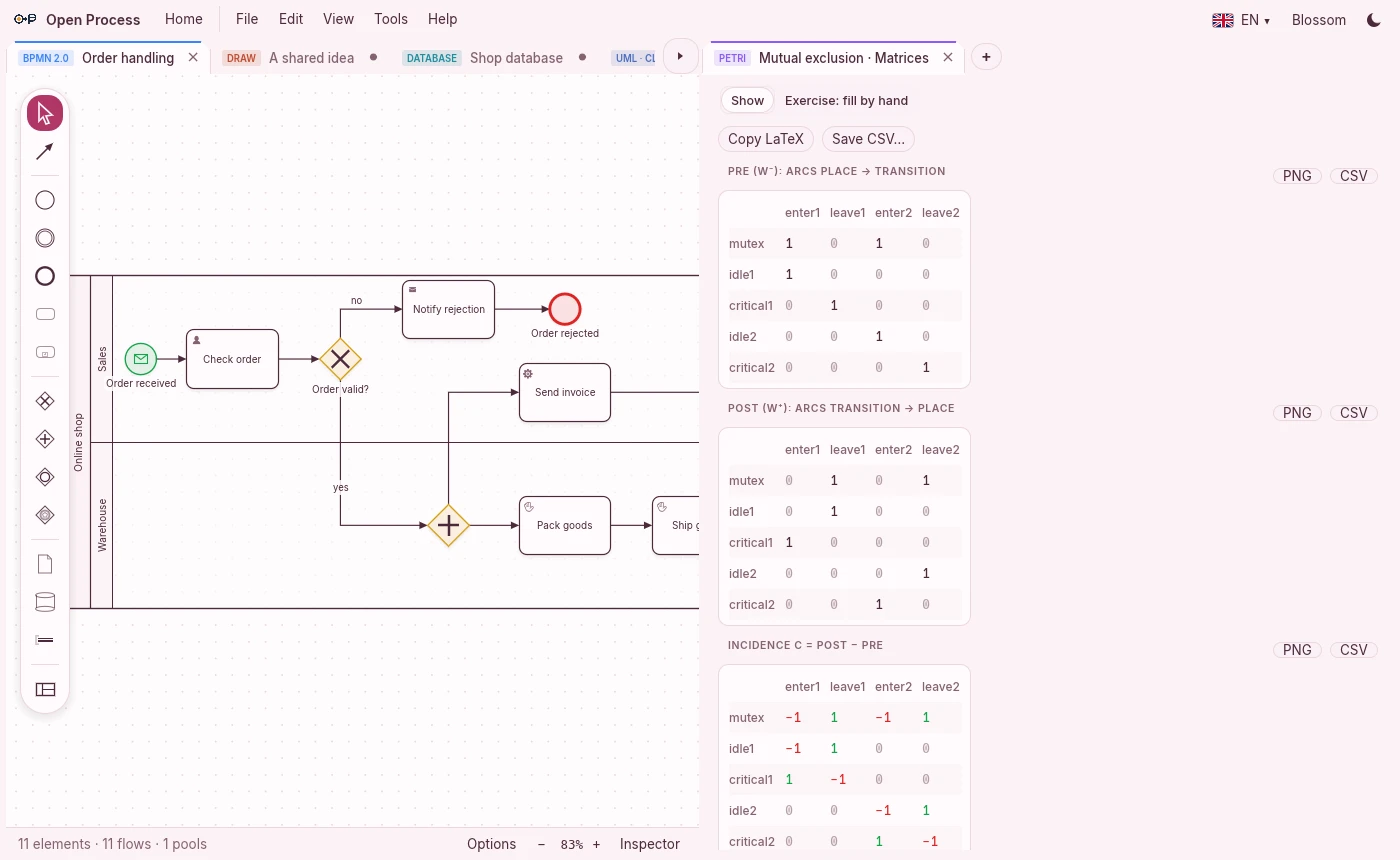 Open Process Home File Edit View Tools Help EN ▾ Blossom
BPMN 2.0 Order handling × DRAW A shared idea DATABASE Shop database UML · CL
PETRI Mutual exclusion · Matrices × +
Order received
Check order
Order valid?
no
Notify rejection
Order rejected
Send invoice
yes
Pack goods
Ship g
Online shop
Sales
Warehouse
11 elements · 11 flows · 1 pools Options − 83% + Inspector
Show Exercise: fill by hand
Copy LaTeX Save CSV...
PRE (W⁻): ARCS PLACE → TRANSITION PNG CSV
enter1 leave1 enter2 leave2
mutex 1 0 1 0
idle1 1 0 0 0
critical1 0 1 0 0
idle2 0 0 1 0
critical2 0 0 0 1
POST (W⁺): ARCS TRANSITION → PLACE PNG CSV
enter1 leave1 enter2 leave2
mutex 0 1 0 1
idle1 0 1 0 0
critical1 1 0 0 0
idle2 0 0 0 1
critical2 0 0 1 0
INCIDENCE C = POST − PRE PNG CSV
enter1 leave1 enter2 leave2
mutex −1 1 −1 1
idle1 −1 1 0 0
critical1 1 −1 0 0
idle2 0 0 −1 1
critical2 0 0 1 −1